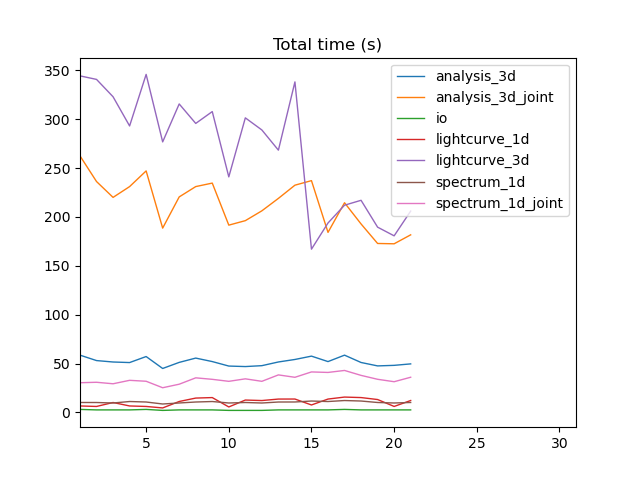 Total time (s)
350
300
250
200
150
100
50
0
5
10
15
20
25
30
analysis_3d
analysis_3d_joint
io
lightcurve_1d
lightcurve_3d
spectrum_1d
spectrum_1d_joint